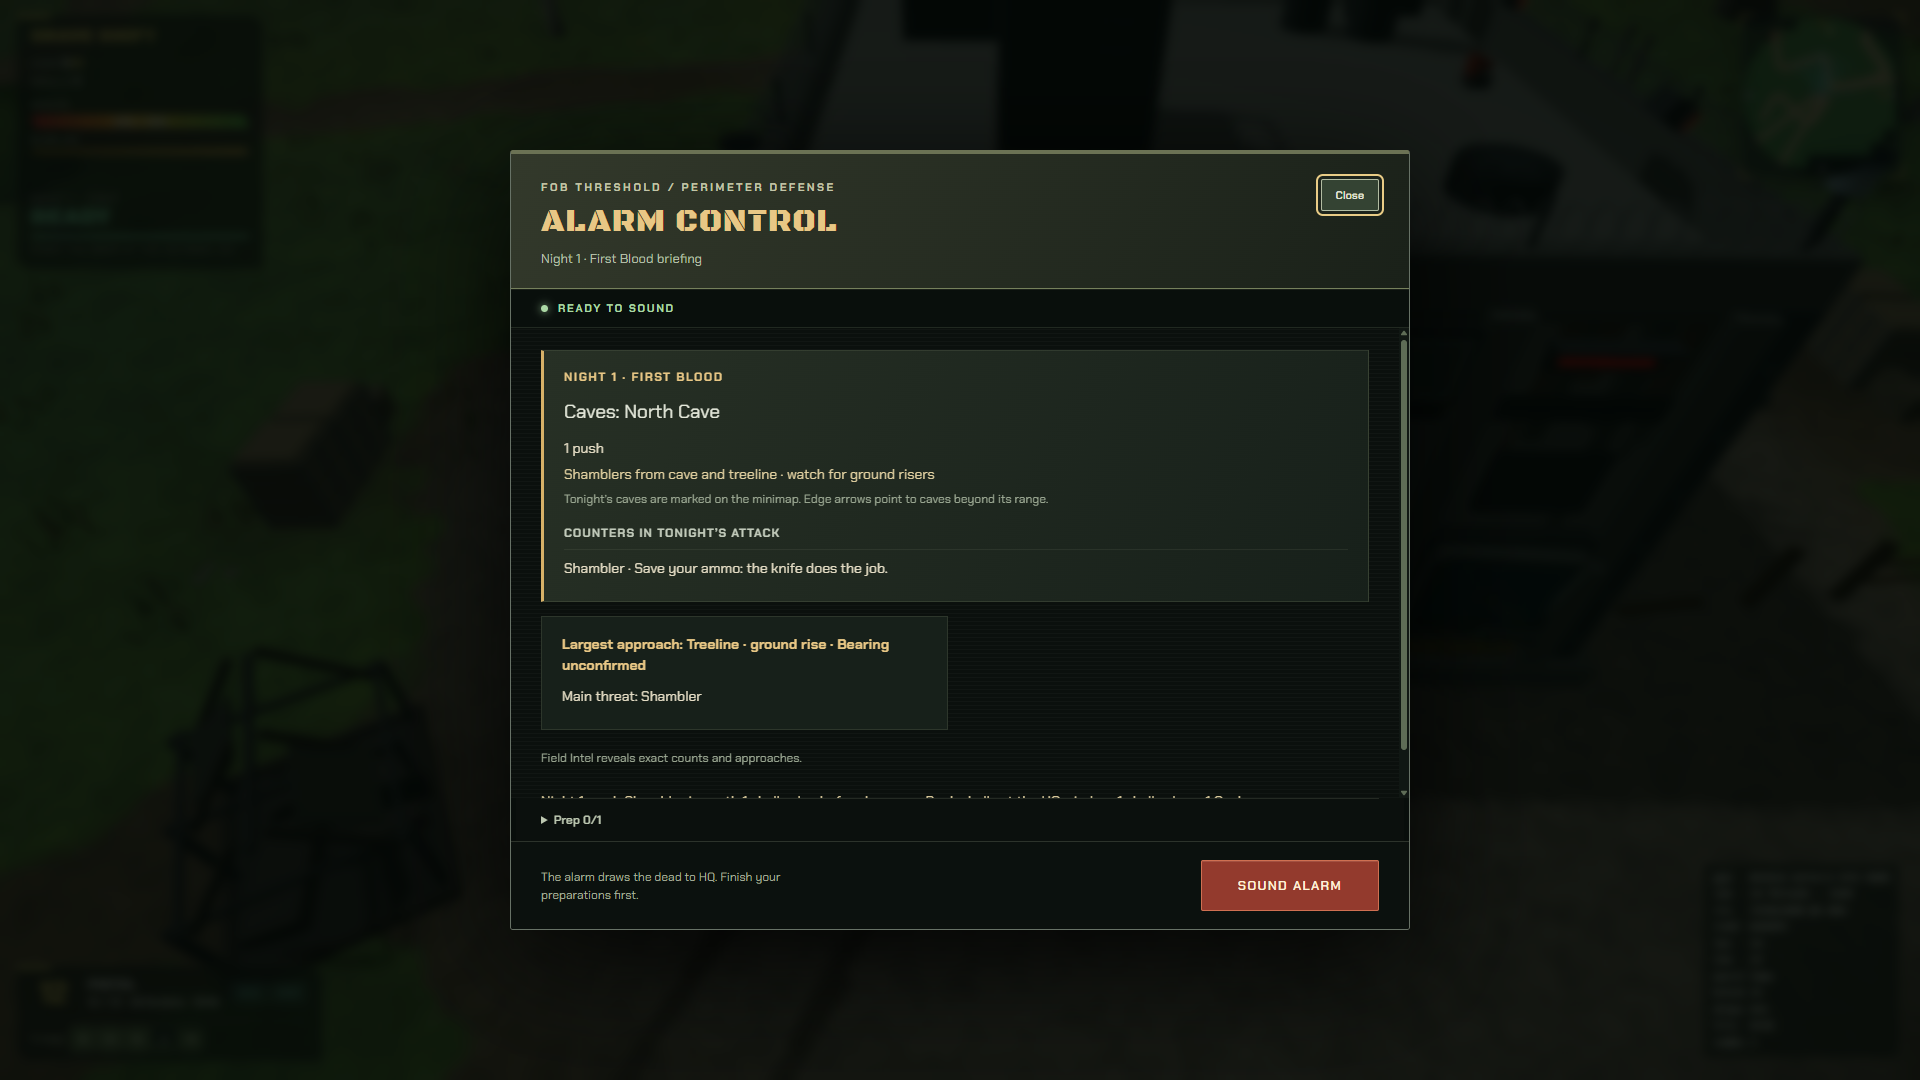 FOB THRESHOLD / PERIMETER DEFENSE
ALARM CONTROL
Night 1 · First Blood briefing
Close
READY TO SOUND
NIGHT 1 · FIRST BLOOD
Caves: North Cave
1 push
Shamblers from cave and treeline · watch for ground risers
Tonight's caves are marked on the minimap. Edge arrows point to caves beyond its range.
COUNTERS IN TONIGHT'S ATTACK
Shambler · Save your ammo: the knife does the job.
Largest approach: Treeline · ground rise · Bearing
unconfirmed
Main threat: Shambler
Field Intel reveals exact counts and approaches.
Prep 0/1
The alarm draws the dead to HQ. Finish your
preparations first.
SOUND ALARM